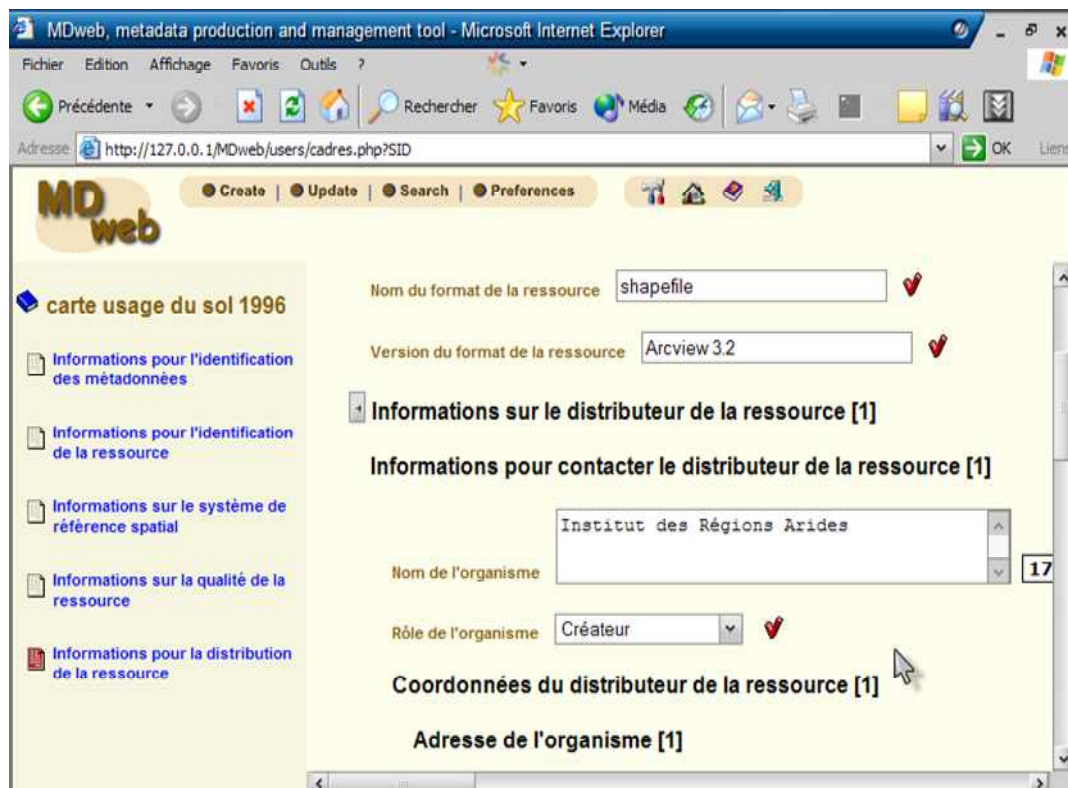 MDweb, metadata production and management tool - Microsoft Internet Explorer
Fichier Edition Affichage Favoris Outils ?
Précédente Rechercher Favoris Média
Adresse http://127.0.0.1/MDweb/users/cadres.php?SID OK Liens
MD
web
Create | Update | Search | Preferences
carte usage du sol 1996
Informations pour l'identification
des métadonnées
Informations pour l'identification
de la ressource
Informations sur le système de
référence spatial
Informations sur la qualité de la
ressource
Informations pour la distribution
de la ressource
Nom du format de la ressource shapefile
Version du format de la ressource Arcview 3.2
Informations sur le distributeur de la ressource [1]
Informations pour contacter le distributeur de la ressource [1]
Institut des Régions Arides
Nom de l'organisme 17
Rôle de l'organisme Créateur
Coordonnées du distributeur de la ressource [1]
Adresse de l'organisme [1]